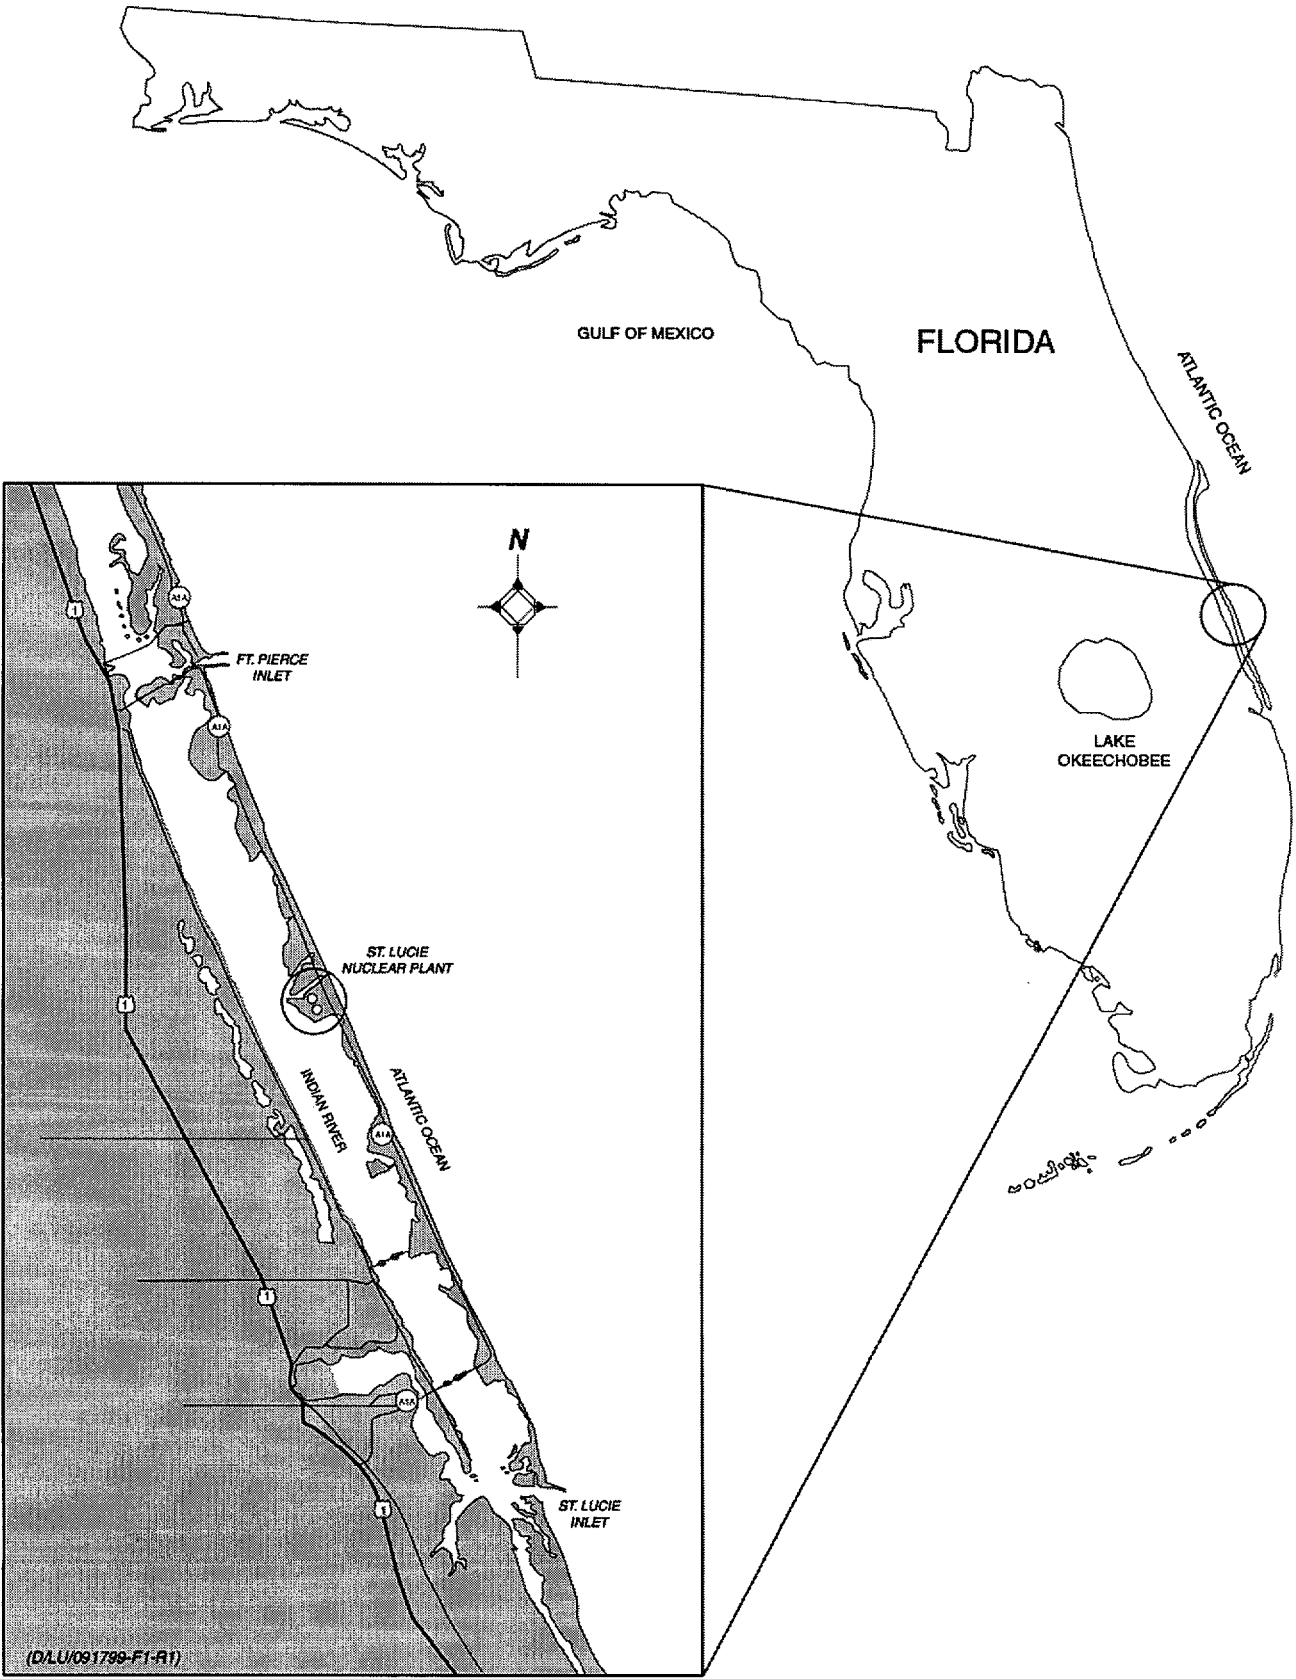 GULF OF MEXICO
FLORIDA
ATLANTIC OCEAN
LAKE
OKEECHOBEE
N
A1A
1
FT. PIERCE
INLET
A1A
ST. LUCIE
NUCLEAR PLANT
1
INDIAN RIVER
ATLANTIC OCEAN
A1A
1
A1A
ST. LUCIE
INLET
1
(D/LU/091799-F1-R1)